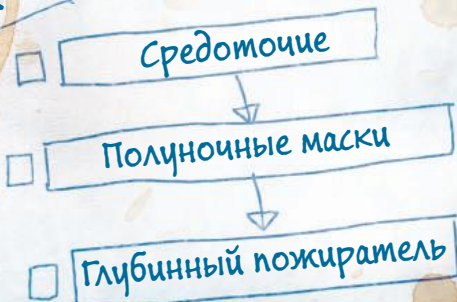 Средоточие
Полуночные маски
Глубинный пожиратель